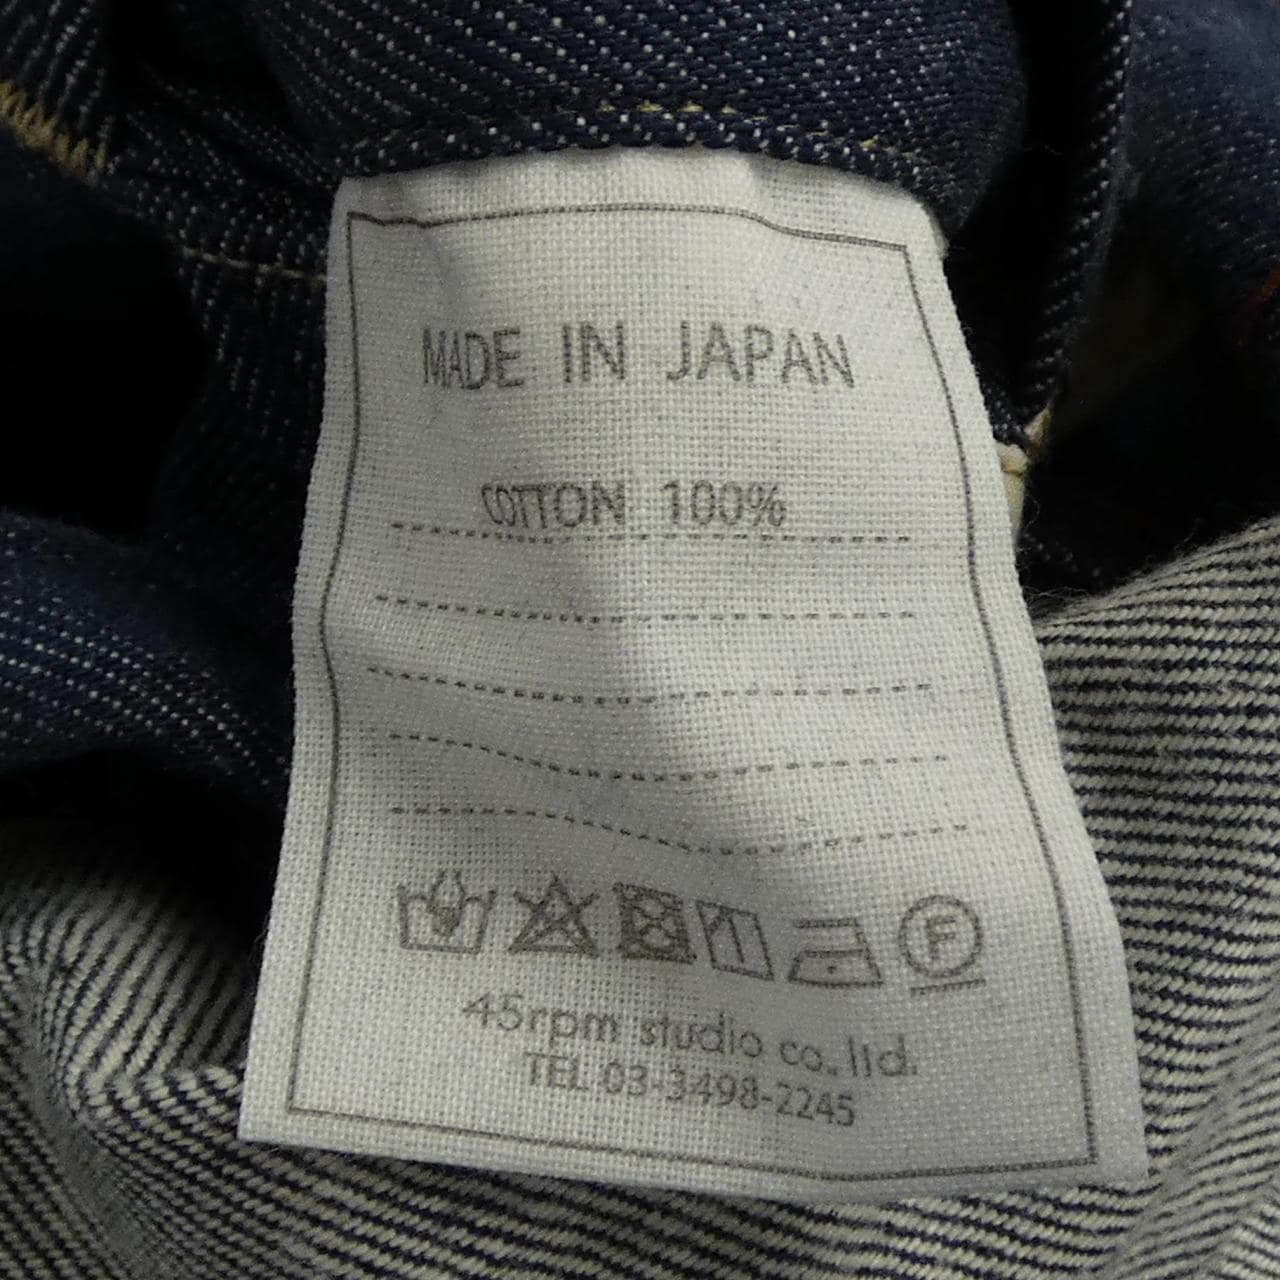 MADE IN JAPAN
COTTON 100%
F
45rpm studio co., ltd.
TEL 03-3498-2245